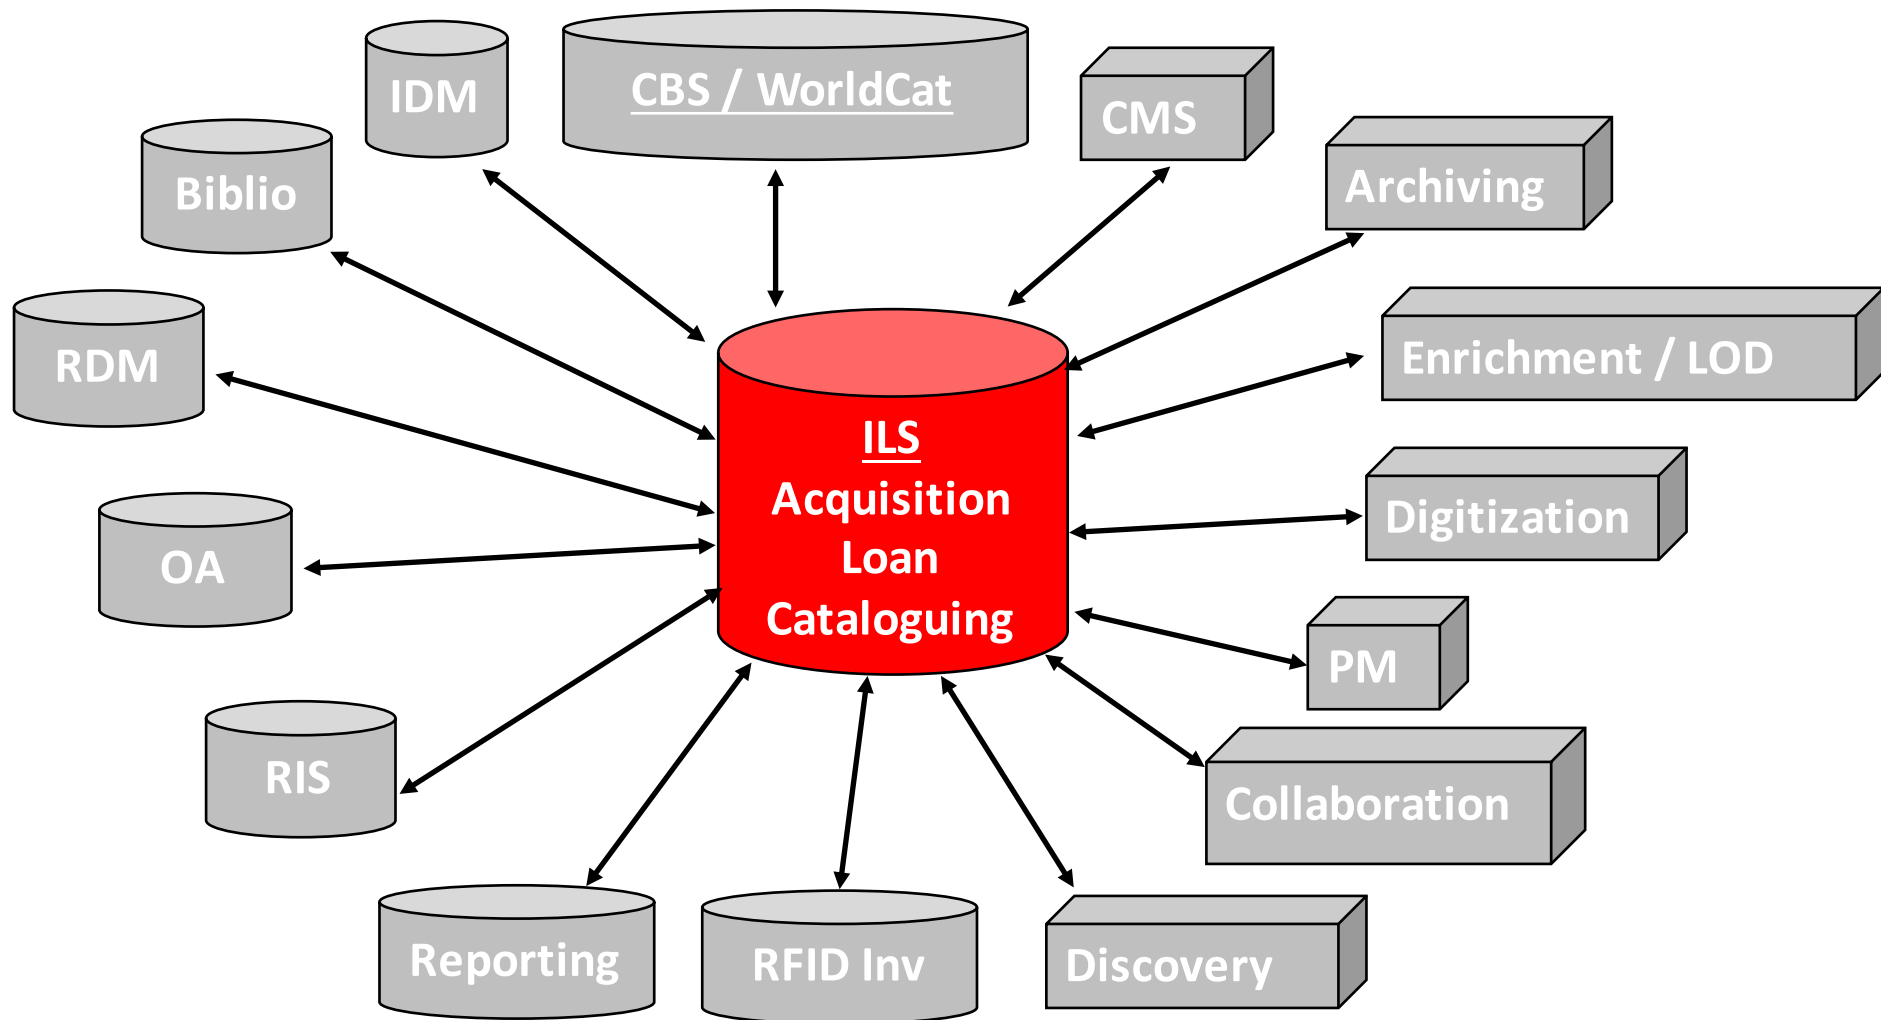 IDM
CBS / WorldCat
CMS
Biblio
Archiving
RDM
Enrichment / LOD
ILS
Acquisition
Loan
Cataloguing
Digitization
OA
PM
RIS
Collaboration
Reporting
RFID Inv
Discovery